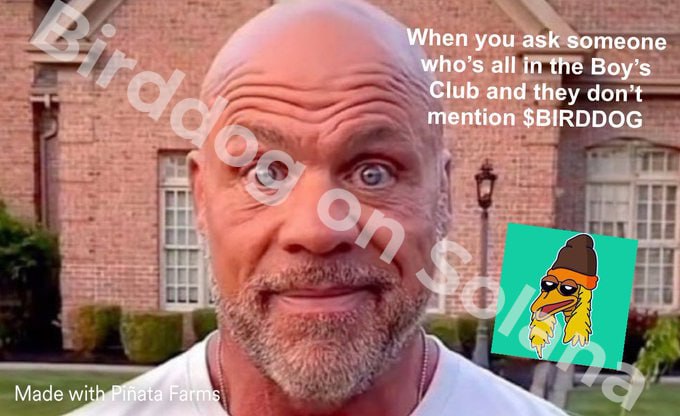 When you ask someone
who's all in the Boy's
Club and they don't
mention $BIRDDOG
Birddog on Solana
Made with Piñata Farms